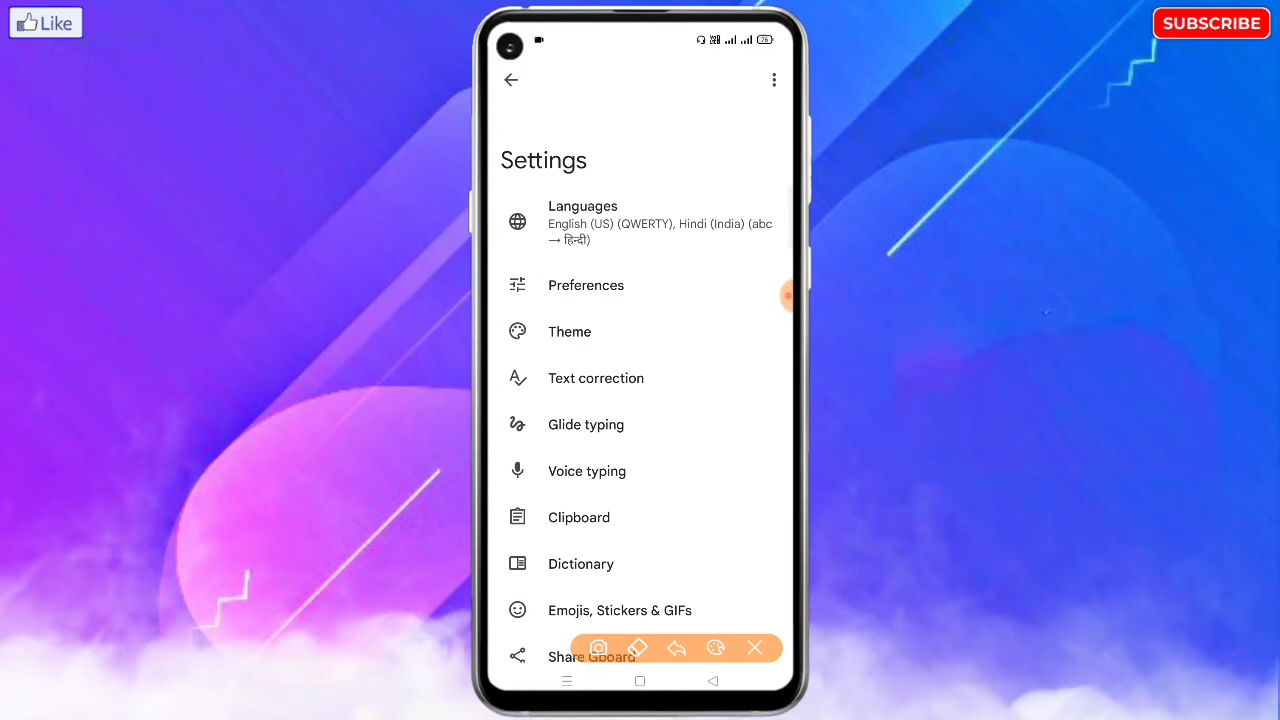 Like
SUBSCRIBE
76
Settings
Languages
English (US) (QWERTY), Hindi (India) (abc
→ हिन्दी)
Preferences
Theme
Text correction
Glide typing
Voice typing
Clipboard
Dictionary
Emojis, Stickers & GIFs
Share Gboard